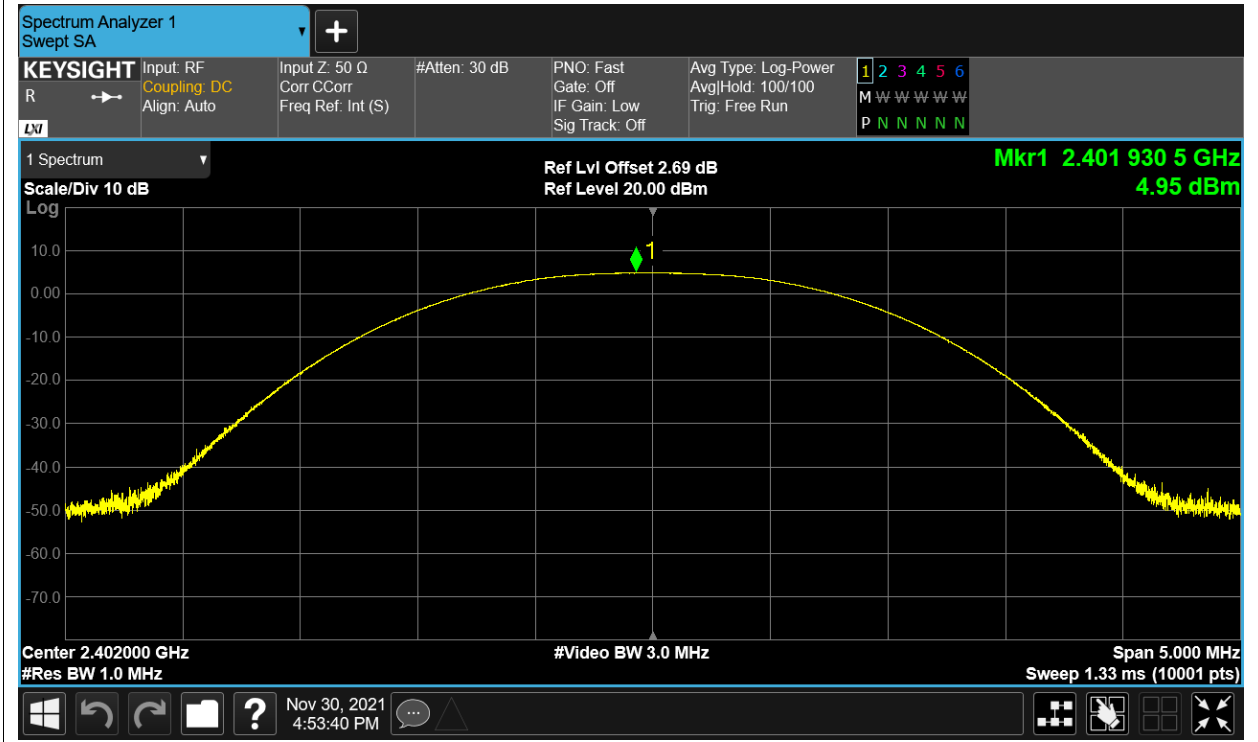 Spectrum Analyzer 1
Swept SA
+
KEYSIGHT
R
LXI
Input: RF
Coupling: DC
Align: Auto
Input Z: 50 Ω
Corr CCorr
Freq Ref: Int (S)
#Atten: 30 dB
PNO: Fast
Gate: Off
IF Gain: Low
Sig Track: Off
Avg Type: Log-Power
Avg|Hold: 100/100
Trig: Free Run
1 2 3 4 5 6
M W W W W W W
P N N N N N N
1 Spectrum
Scale/Div 10 dB
Log
Ref Lvl Offset 2.69 dB
Ref Level 20.00 dBm
Mkr1 2.401 930 5 GHz
4.95 dBm
1
10.0
0.00
-10.0
-20.0
-30.0
-40.0
-50.0
-60.0
-70.0
Center 2.402000 GHz
#Res BW 1.0 MHz
#Video BW 3.0 MHz
Span 5.000 MHz
Sweep 1.33 ms (10001 pts)
?
Nov 30, 2021
4:53:40 PM